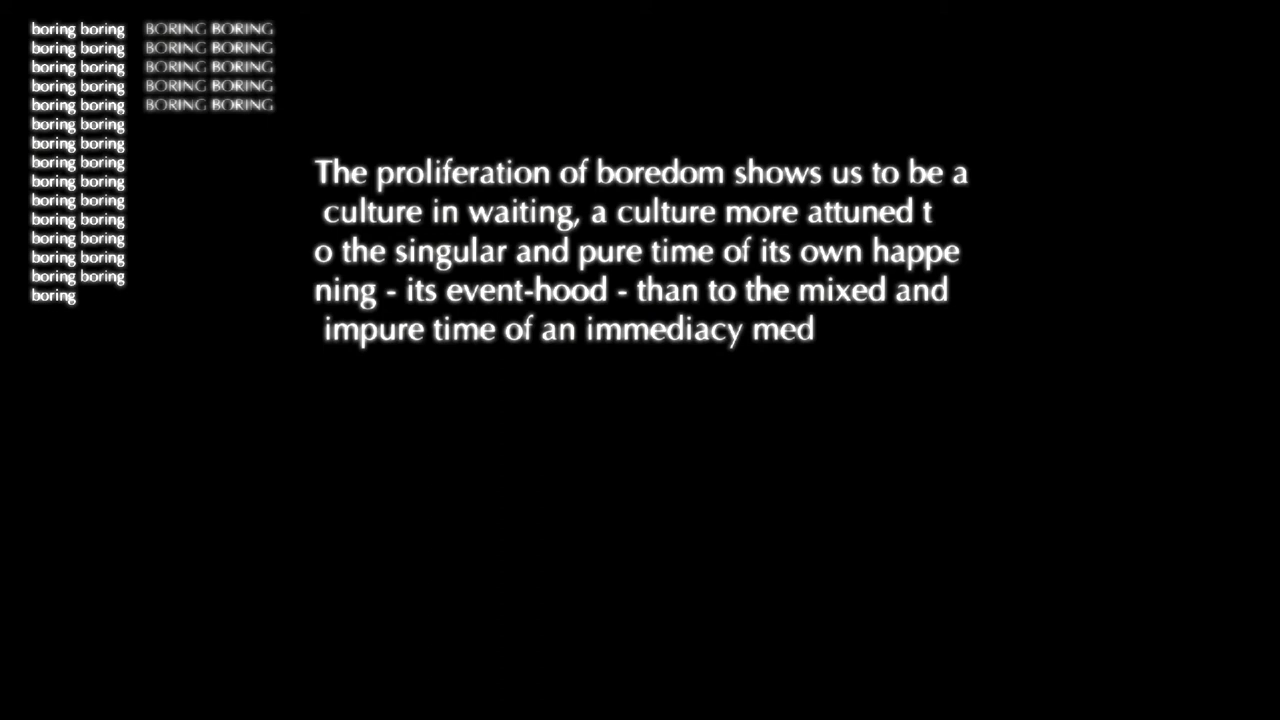 boring boring
boring boring
boring boring
boring boring
boring boring
boring boring
boring boring
boring boring
boring boring
boring boring
boring boring
boring boring
boring boring
boring boring
boring
BORING BORING
BORING BORING
BORING BORING
BORING BORING
BORING BORING
The proliferation of boredom shows us to be a
culture in waiting, a culture more attuned t
o the singular and pure time of its own happe
ning - its event-hood - than to the mixed and
impure time of an immediacy med